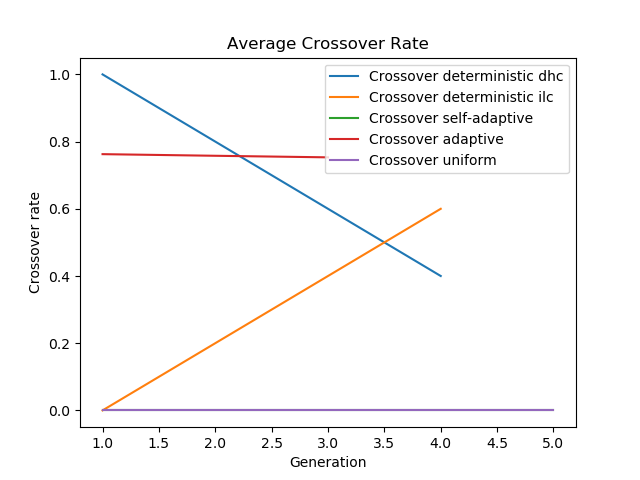 Average Crossover Rate
Crossover deterministic dhc
Crossover deterministic ilc
Crossover self-adaptive
Crossover adaptive
Crossover uniform
Crossover rate
1.0
0.8
0.6
0.4
0.2
0.0
1.0 1.5 2.0 2.5 3.0 3.5 4.0 4.5 5.0
Generation